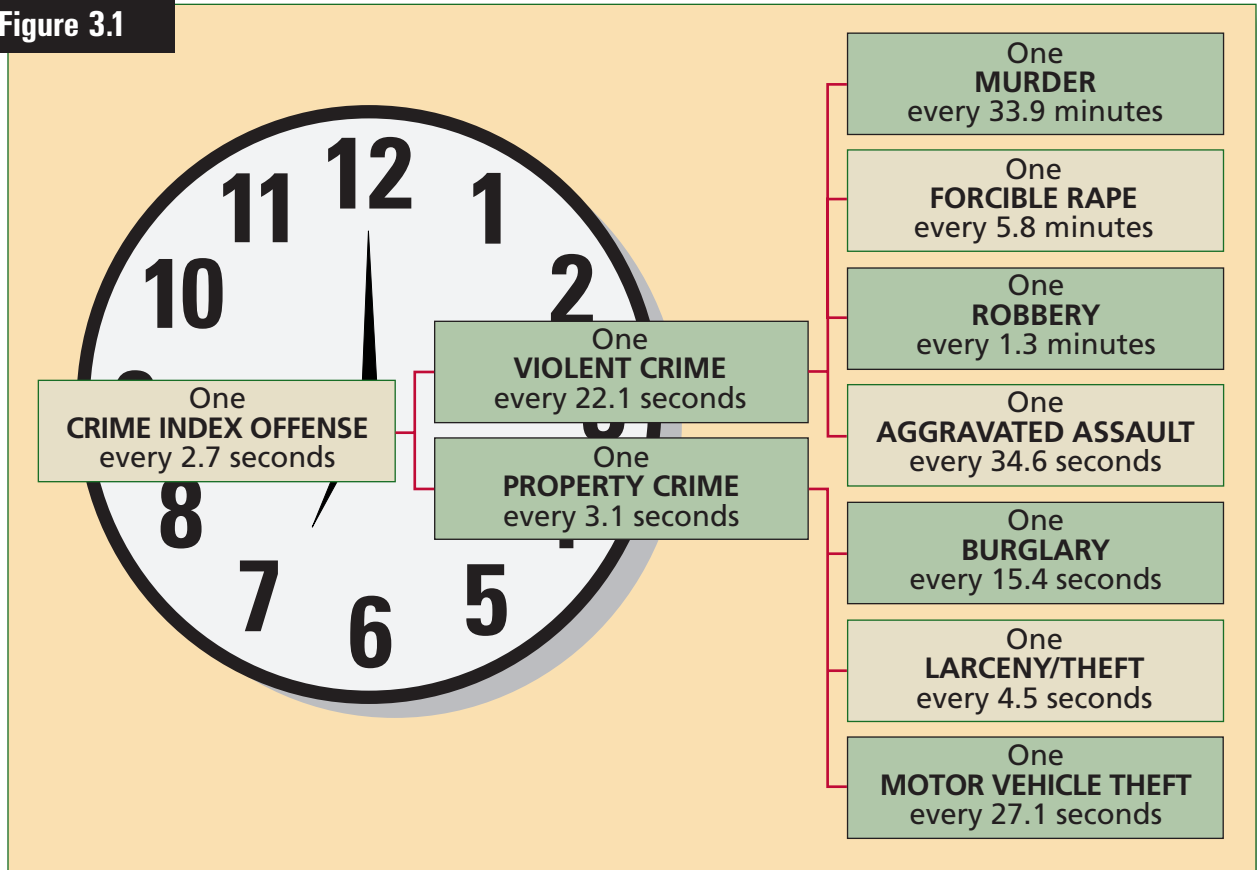 Figure 3.1
12
11
1
10
2
8
7
5
6
One
CRIME INDEX OFFENSE
every 2.7 seconds
One
VIOLENT CRIME
every 22.1 seconds
One
PROPERTY CRIME
every 3.1 seconds
One
MURDER
every 33.9 minutes
One
FORCIBLE RAPE
every 5.8 minutes
One
ROBBERY
every 1.3 minutes
One
AGGRAVATED ASSAULT
every 34.6 seconds
One
BURGLARY
every 15.4 seconds
One
LARCENY/THEFT
every 4.5 seconds
One
MOTOR VEHICLE THEFT
every 27.1 seconds